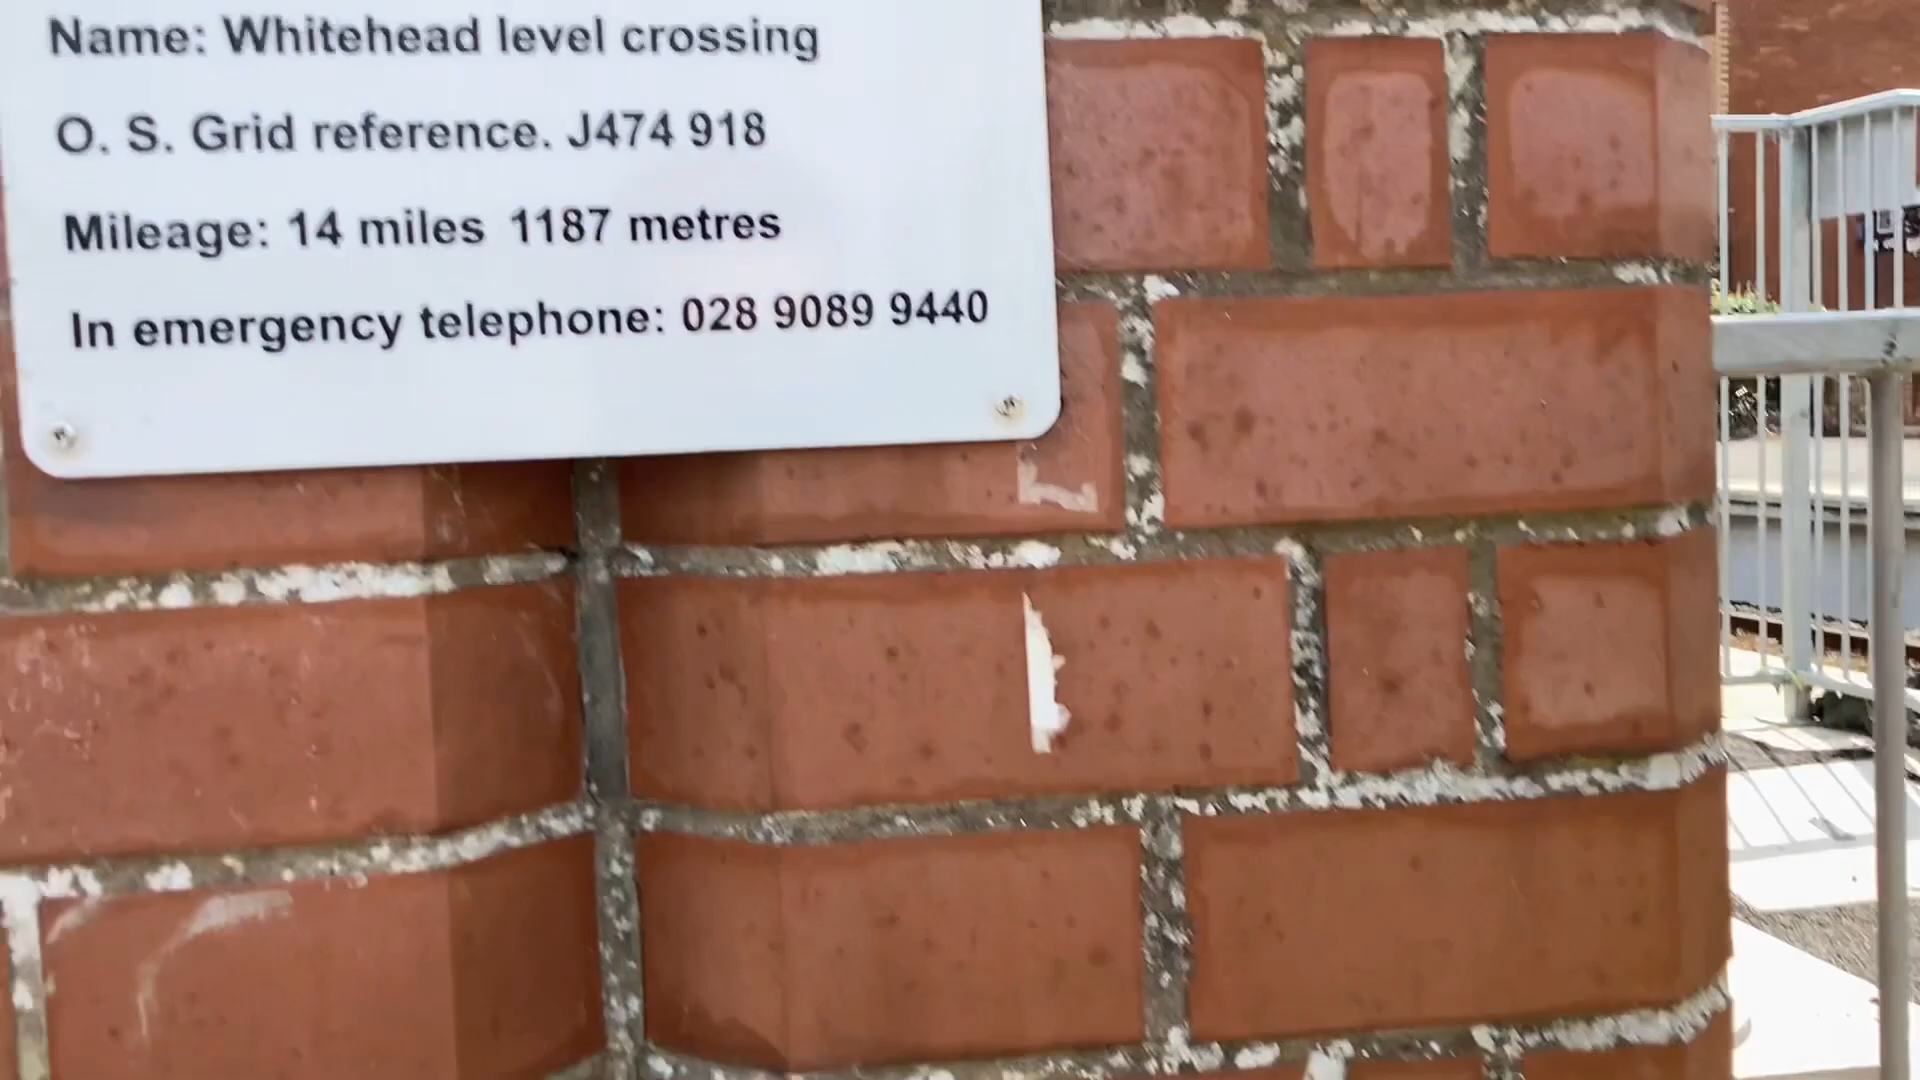 Name: Whitehead level crossing
O. S. Grid reference. J474 918
Mileage: 14 miles 1187 metres
In emergency telephone: 028 9089 9440